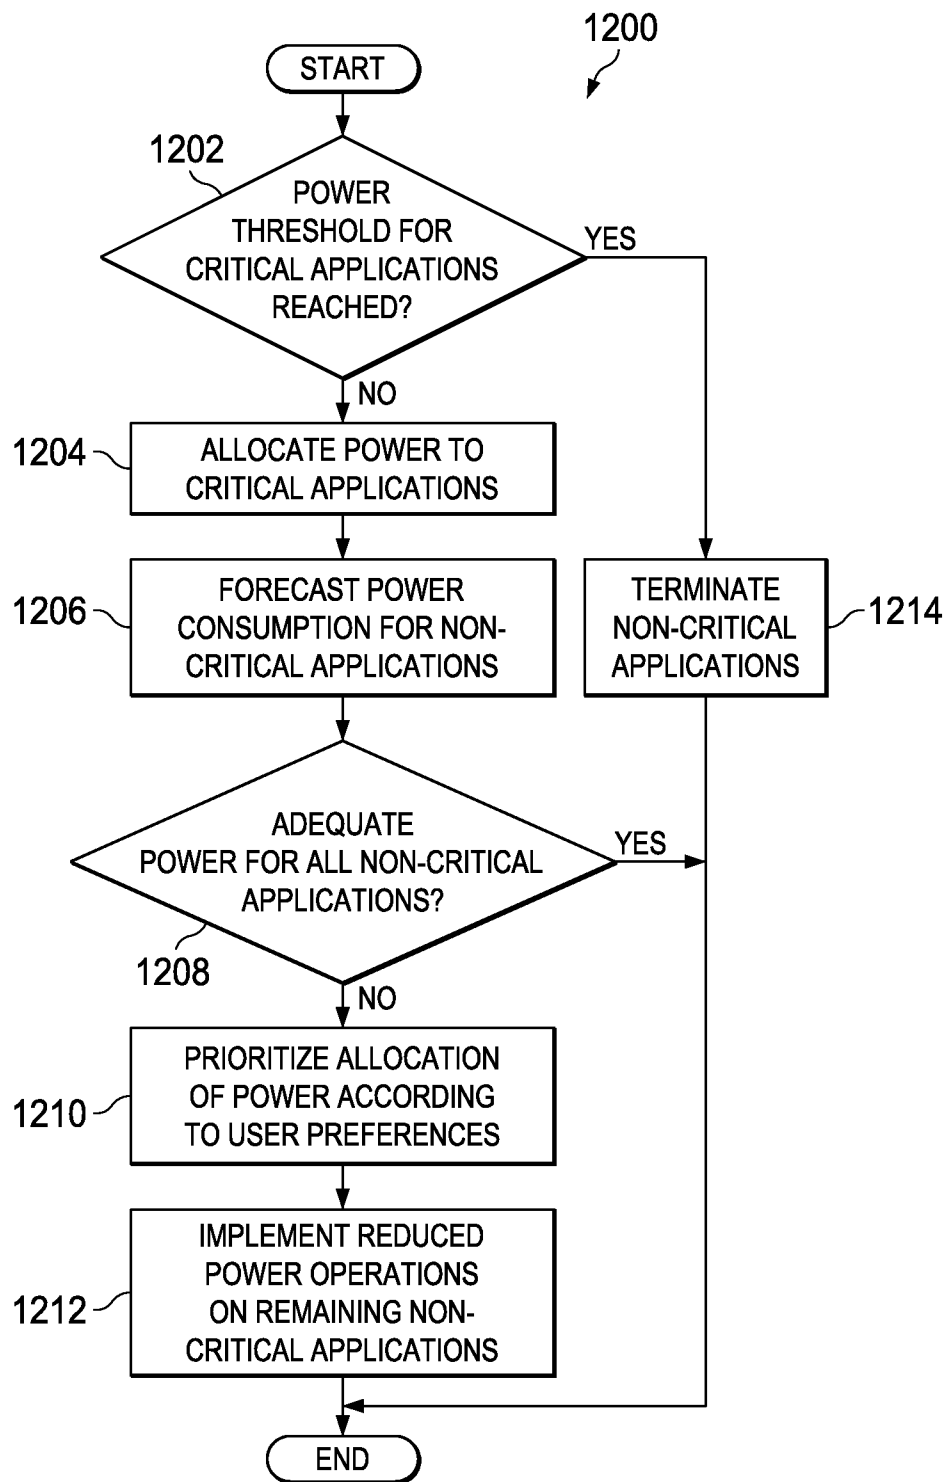 1200
START
1202
POWER
THRESHOLD FOR
CRITICAL APPLICATIONS
REACHED?
YES
NO
1204
ALLOCATE POWER TO
CRITICAL APPLICATIONS
1206
FORECAST POWER
CONSUMPTION FOR NON-
CRITICAL APPLICATIONS
TERMINATE
NON-CRITICAL
APPLICATIONS
1214
ADEQUATE
POWER FOR ALL NON-CRITICAL
APPLICATIONS?
YES
1208
NO
1210
PRIORITIZE ALLOCATION
OF POWER ACCORDING
TO USER PREFERENCES
1212
IMPLEMENT REDUCED
POWER OPERATIONS
ON REMAINING NON-
CRITICAL APPLICATIONS
END